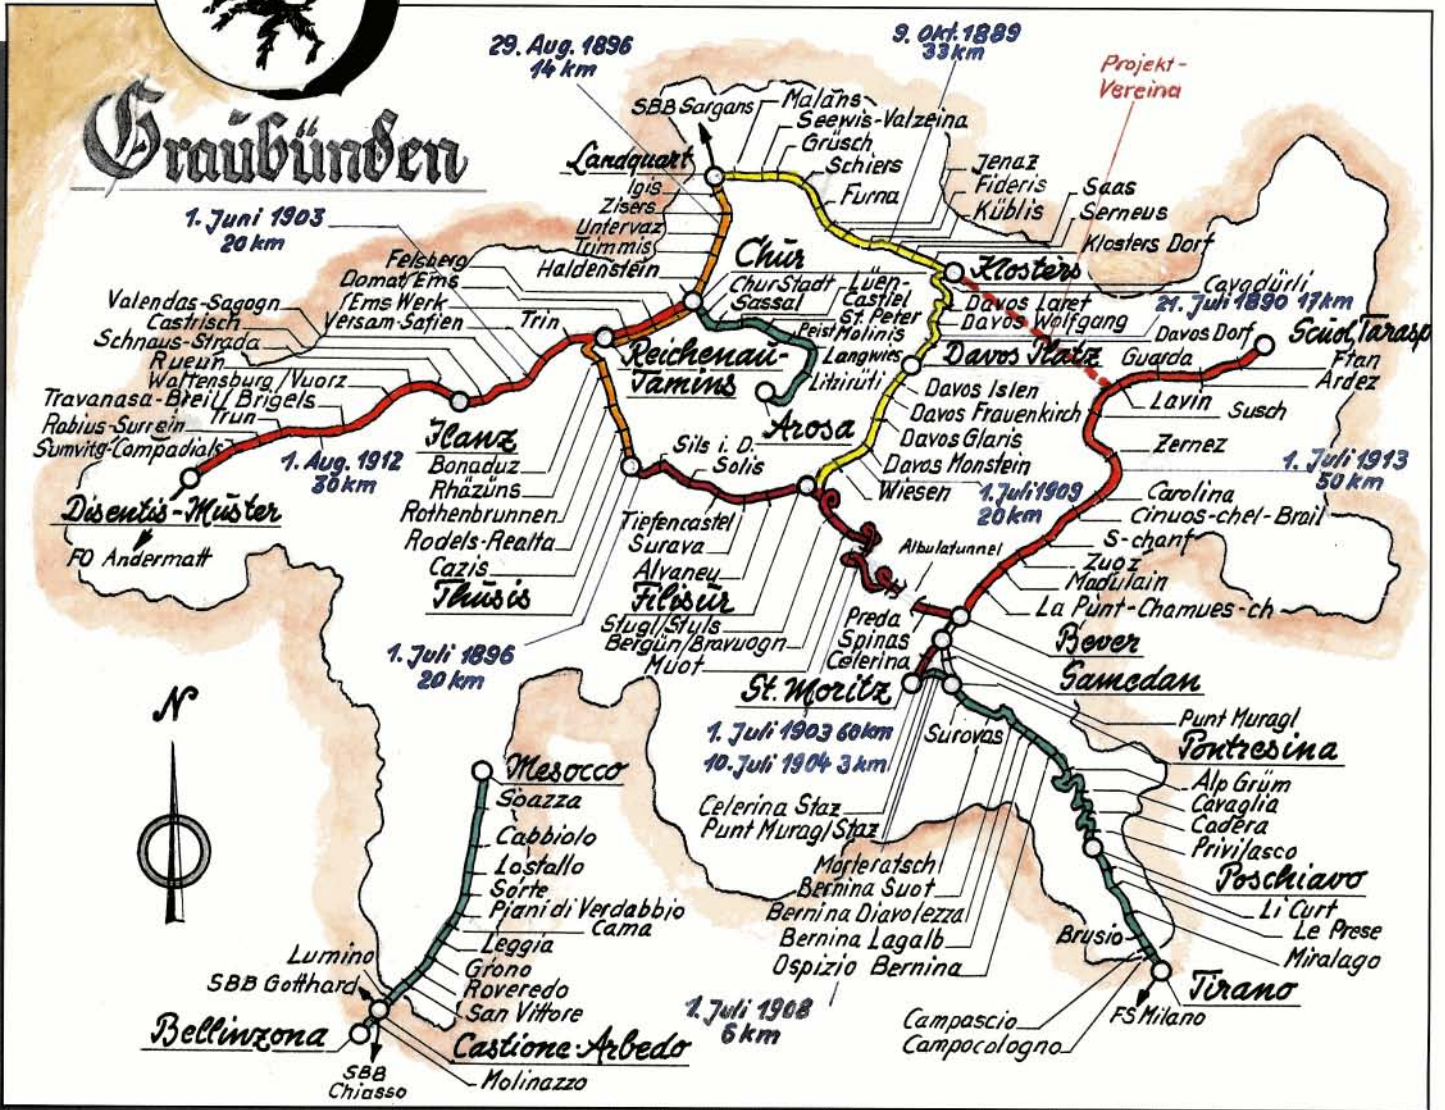 Graubünden
29. Aug. 1896
14 km
9. Okt. 1889
33 km
Projekt-
Vereina
1. Juni 1903
20 km
SBB Sargans
Malans
Seewis-Valzeina
Grüsch
Schiers
Furna
Jenaz
Fideris
Küblis
Saas
Serneus
Klosters Dorf
Landquart
Igis
Zisers
Untervaz
Trimmis
Haldenstein
Felsberg
Domat/Ems
Ems Werk
Versam-Safien
Trin
Valendas-Sagogn
Castrisch
Schnaus-Strada
Rueun
Waltensburg/Vuorz
Travanasa-Breil/Brigels
Trun
Rabius-Surrein
Sumvitg-Compadials
Chur
Chur Stadt
Sassal
Lüen-
Castiel
St. Peter
Peist Molinis
Langwies
Litzirüti
Arosa
Reichenau-
Tamins
Klosters
Cavadürli
21. Juli 1890 17 km
Davos Laret
Davos Wolfgang
Davos Dorf
Davos Platz
Scuol, Tarasp
Ftan
Ardez
Guarda
Lavin
Susch
Zernez
1. Juli 1913
50 km
Carolina
Cinuos-chel-Brail
S-chanf
Zuoz
Madulain
La Punt-Chamues-ch
Davos Islen
Davos Frauenkirch
Davos Glaris
Davos Monstein
Wiesen
1. Juli 1909
20 km
Albulatunnel
Ilanz
1. Aug. 1912
30 km
Disentis-Muster
FO Andermatt
Bonaduz
Rhäzüns
Rothenbrunnen
Rodels-Realta
Cazis
Thusis
Sils i. D.
Solis
Tiefencastel
Surava
Alvaneu
Filisur
Stugl/Stuls
Bergün/Bravuogn
Muot
1. Juli 1896
20 km
Preda
Spinas
Celerina
Bever
Samedan
St. Moritz
1. Juli 1903 60 km
10. Juli 1904 3 km
Punt Muragl
Pontresina
Surovas
Celerina Staz
Punt Muragl Staz
Morteratsch
Bernina Suot
Bernina Diavolezza
Bernina Lagalb
Ospizio Bernina
1. Juli 1908
6 km
Alp Grüm
Cavaglia
Cadera
Privilasco
Poschiavo
Li Curt
Le Prese
Miralago
Brusio
Tirano
FS Milano
Campascio
Campocologno
N
Mesocco
Soazza
Cabbiolo
Lostallo
Sorte
Piani di Verdabbio
Cama
Leggia
Grono
Roveredo
San Vittore
Lumino
SBB Gotthard
Bellinzona
Castione-Arbedo
SBB
Chiasso
Molinazzo